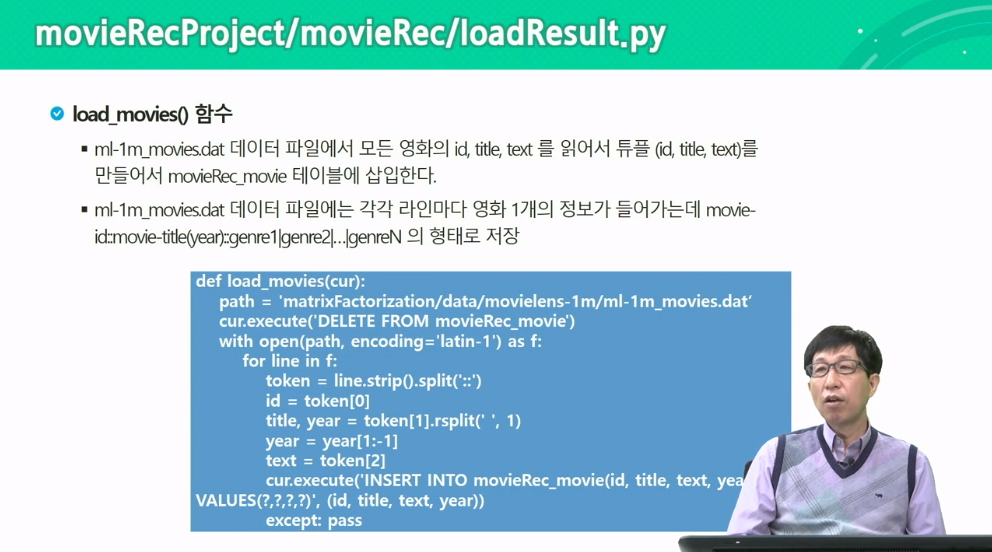 movieRecProject/movieRec/loadResult.py
load_movies() 함수
ml-1m_movies.dat 데이터 파일에서 모든 영화의 id, title, text 를 읽어서 튜플 (id, title, text)를
만들어서 movieRec_movie 테이블에 삽입한다.
ml-1m_movies.dat 데이터 파일에는 각각 라인마다 영화 1개의 정보가 들어가는데 movie-
id::movie-title(year)::genre1|genre2|…|genreN 의 형태로 저장
def load_movies(cur):
path = 'matrixFactorization/data/movielens-1m/ml-1m_movies.dat‘
cur.execute('DELETE FROM movieRec_movie')
with open(path, encoding='latin-1') as f:
for line in f:
token = line.strip().split('::')
id = token[0]
title, year = token[1].rsplit(' ', 1)
year = year[1:-1]
text = token[2]
cur.execute('INSERT INTO movieRec_movie(id, title, text,
VALUES(?,?,?,?)', (id, title, text, year))
except: pass